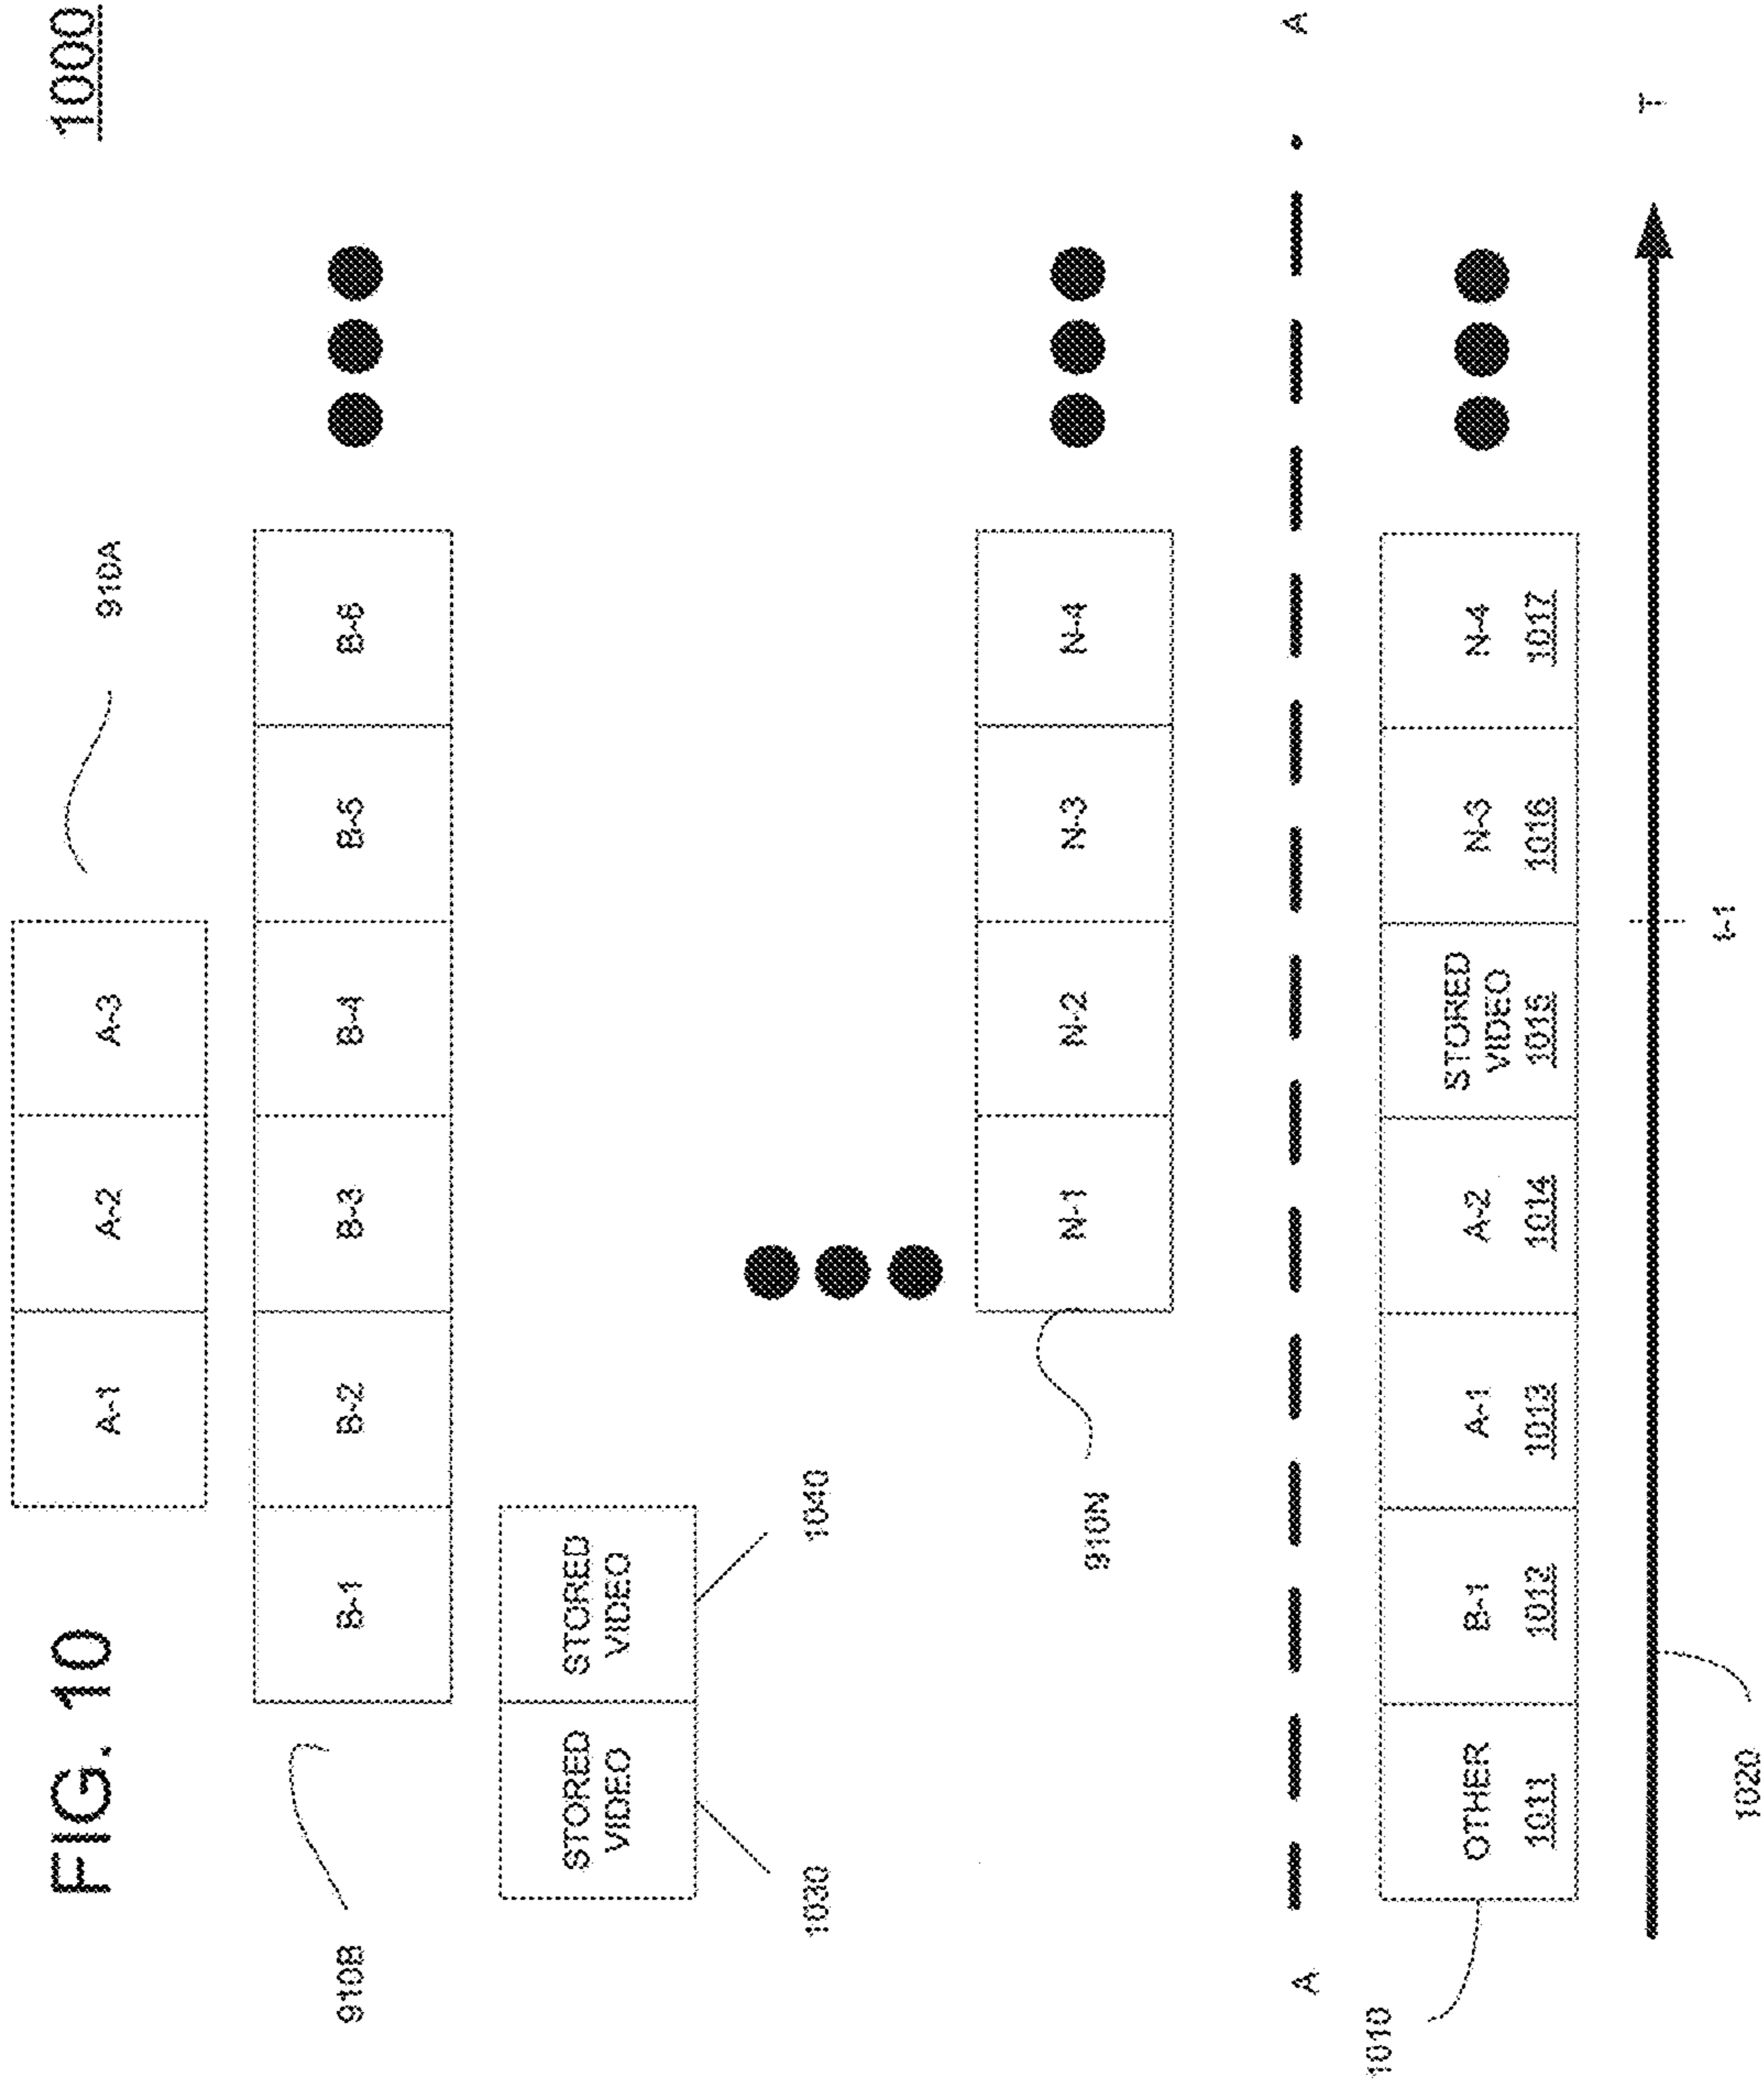 FIG. 10
1000
A-1 A-2 A-3
910A
910B
B-1 B-2 B-3 B-4 B-5 B-6
STORED VIDEO
STORED VIDEO
1030
1040
910N
N-1 N-2 N-3 N-4
A
A
1010
OTHER
1011
B-1
1012
A-1
1013
A-2
1014
STORED VIDEO
1015
N-3
1016
N-4
1017
1020
t-1
T